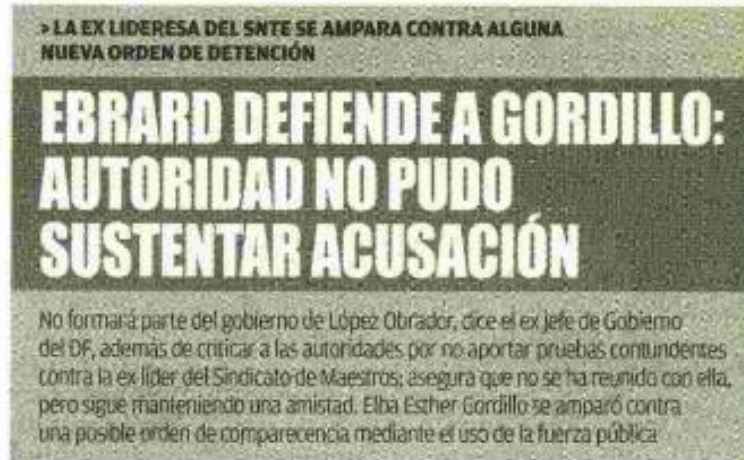 > LA EX LIDERESA DEL SNTE SE AMPARA CONTRA ALGUNA
NUEVA ORDEN DE DETENCIÓN
EBRARD DEFIENDE A GORDILLO:
AUTORIDAD NO PUDO
SUSTENTAR ACUSACIÓN
No formará parte del gobierno de López Obrador, dice el ex jefe de Gobierno
del DF, además de criticar a las autoridades por no aportar pruebas contundentes
contra la ex líder del Sindicato de Maestros; asegura que no se ha reunido con ella,
pero sigue manteniendo una amistad. Elba Esther Gordillo se amparó contra
una posible orden de comparecencia mediante el uso de la fuerza pública